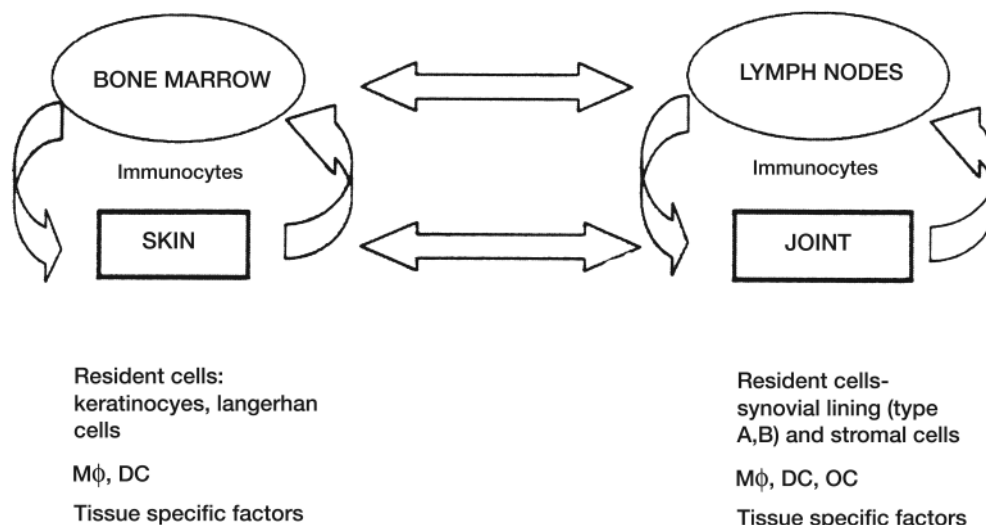 BONE MARROW
LYMPH NODES
Immunocytes
Immunocytes
SKIN
JOINT
Resident cells:
keratinocyes, langerhan
cells
Mϕ, DC
Tissue specific factors
Resident cells-
synovial lining (type
A,B) and stromal cells
Mϕ, DC, OC
Tissue specific factors